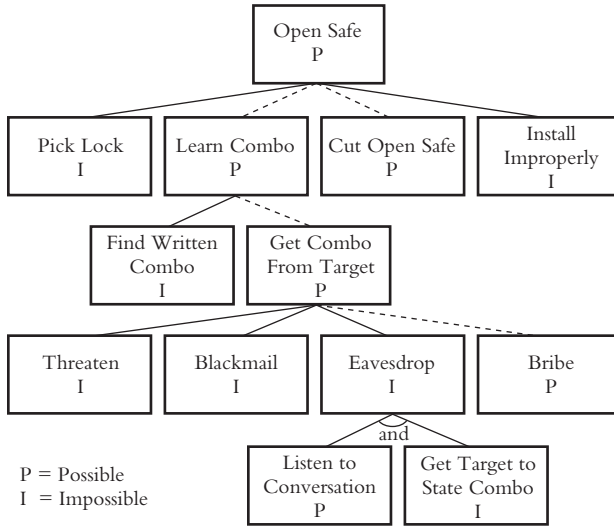 Open Safe
P
Pick Lock
I
Learn Combo
P
Cut Open Safe
P
Install
Improperly
I
Find Written
Combo
I
Get Combo
From Target
P
Threaten
I
Blackmail
I
Eavesdrop
I
Bribe
P
and
Listen to
Conversation
P
Get Target to
State Combo
I
P = Possible
I = Impossible